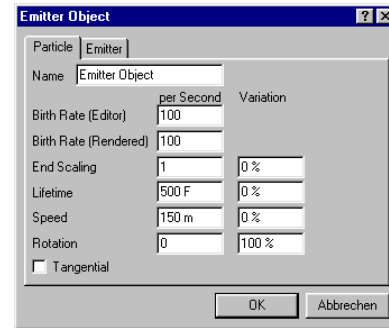 Emitter Object
Particle Emitter
Name Emitter Object
per Second Variation
Birth Rate (Editor) 100
Birth Rate (Rendered) 100
End Scaling 1 0 %
Lifetime 500 F 0 %
Speed 150 m 0 %
Rotation 0 100 %
Tangential
OK Abbrechen